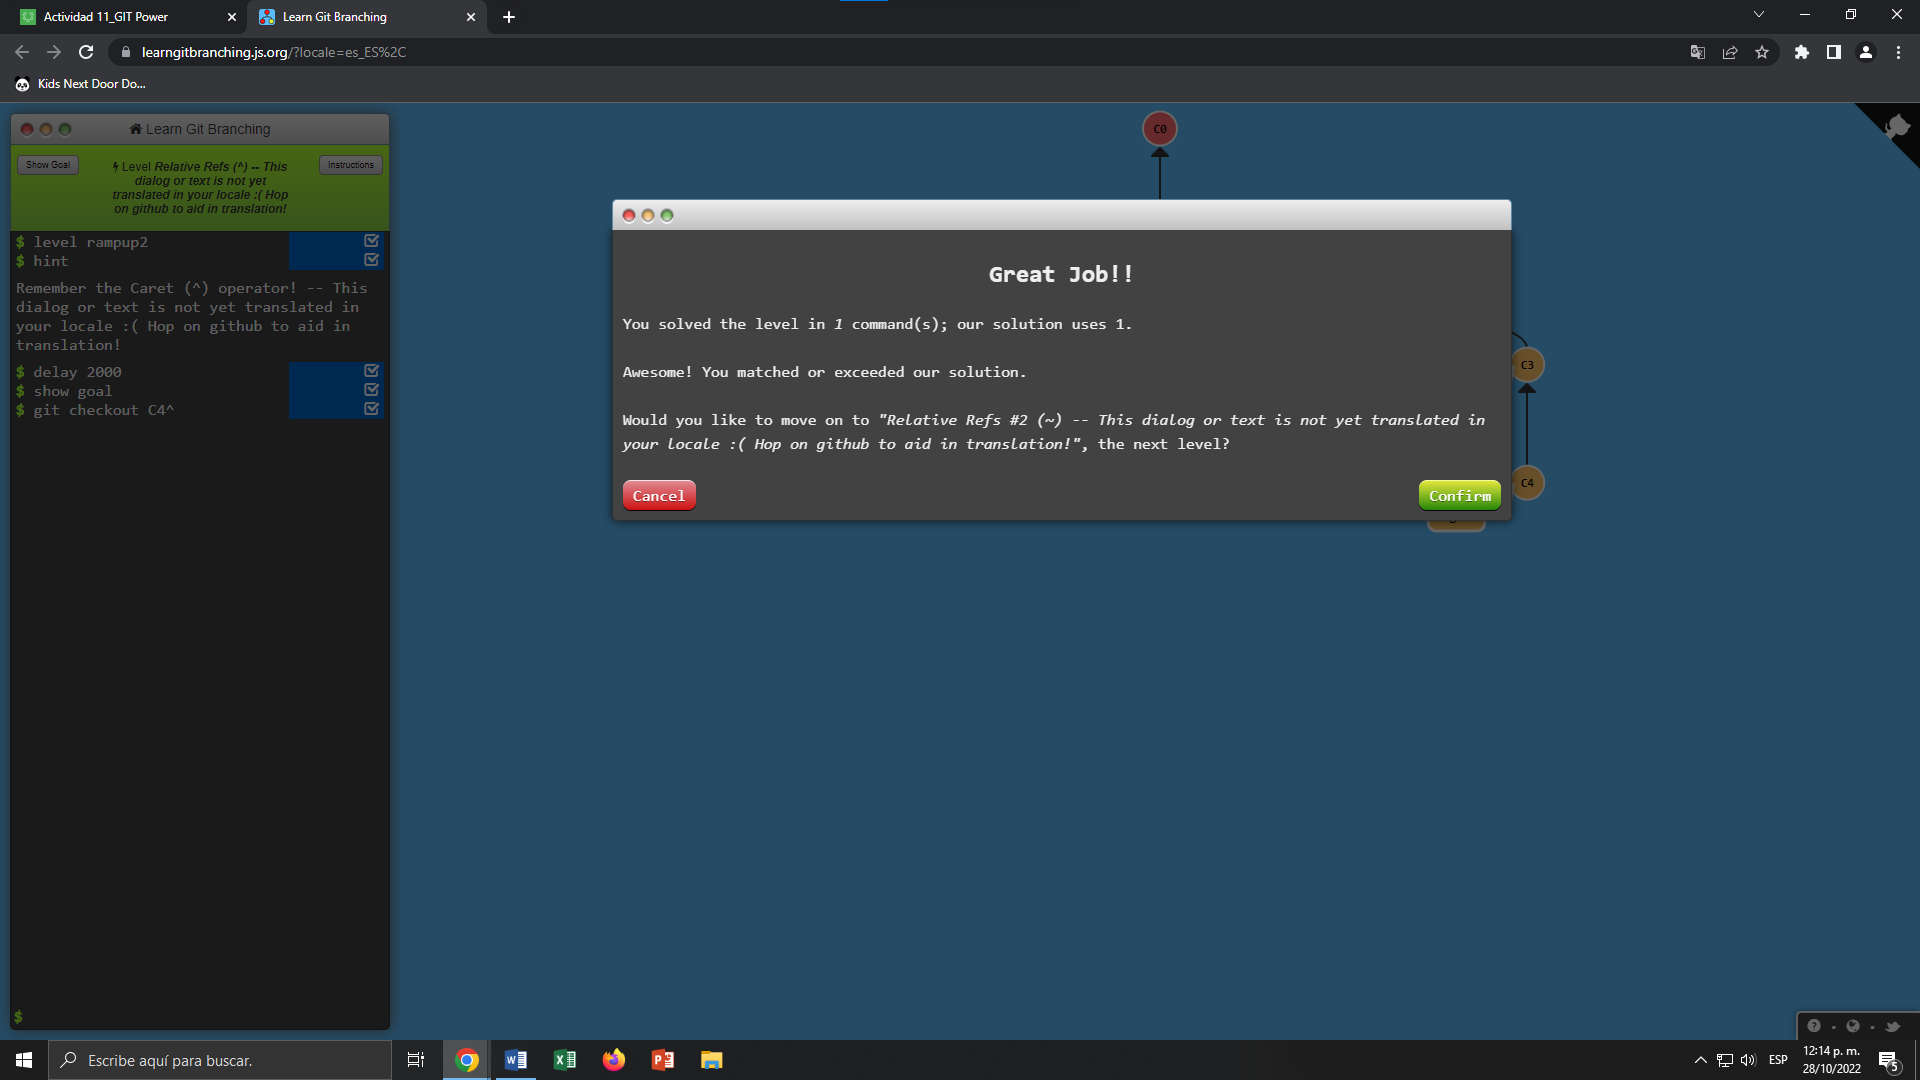 Actividad 11_GIT Power
Learn Git Branching
learngitbranching.js.org/?locale=es_ES%2C
Kids Next Door Do...
Learn Git Branching
Show Goal
Level Relative Refs (^) -- This
dialog or text is not yet
translated in your locale :( Hop
on github to aid in translation!
Instructions
$ level rampup2
$ hint
Remember the Caret (^) operator! -- This
dialog or text is not yet translated in
your locale :( Hop on github to aid in
translation!
$ delay 2000
$ show goal
$ git checkout C4^
$
C0
Great Job!!
You solved the level in 1 command(s); our solution uses 1.
Awesome! You matched or exceeded our solution.
Would you like to move on to "Relative Refs #2 (~) -- This dialog or text is not yet translated in
your locale :( Hop on github to aid in translation!", the next level?
Cancel
Confirm
C3
C4
Escribe aquí para buscar.
ESP
12:14 p. m.
28/10/2022
5